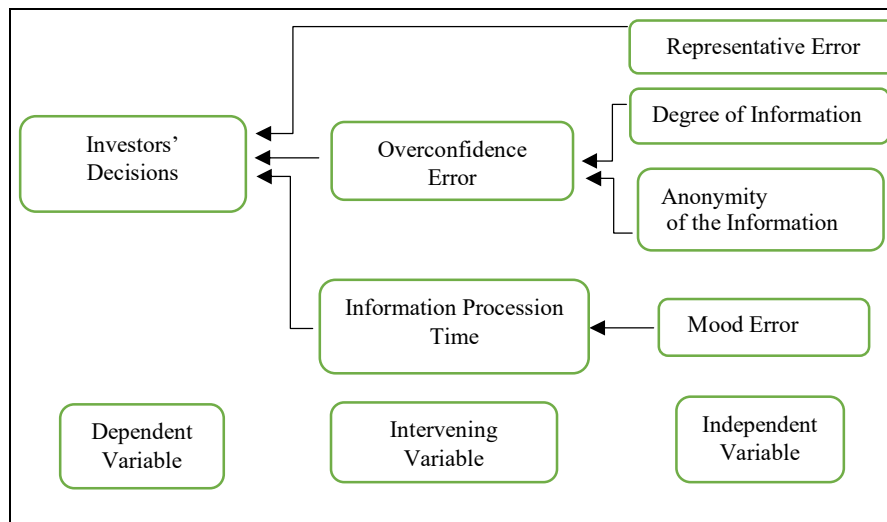 Representative Error
Degree of Information
Investors’
Decisions
Overconfidence
Error
Anonymity
of the Information
Information Procession
Time
Mood Error
Dependent
Variable
Intervening
Variable
Independent
Variable